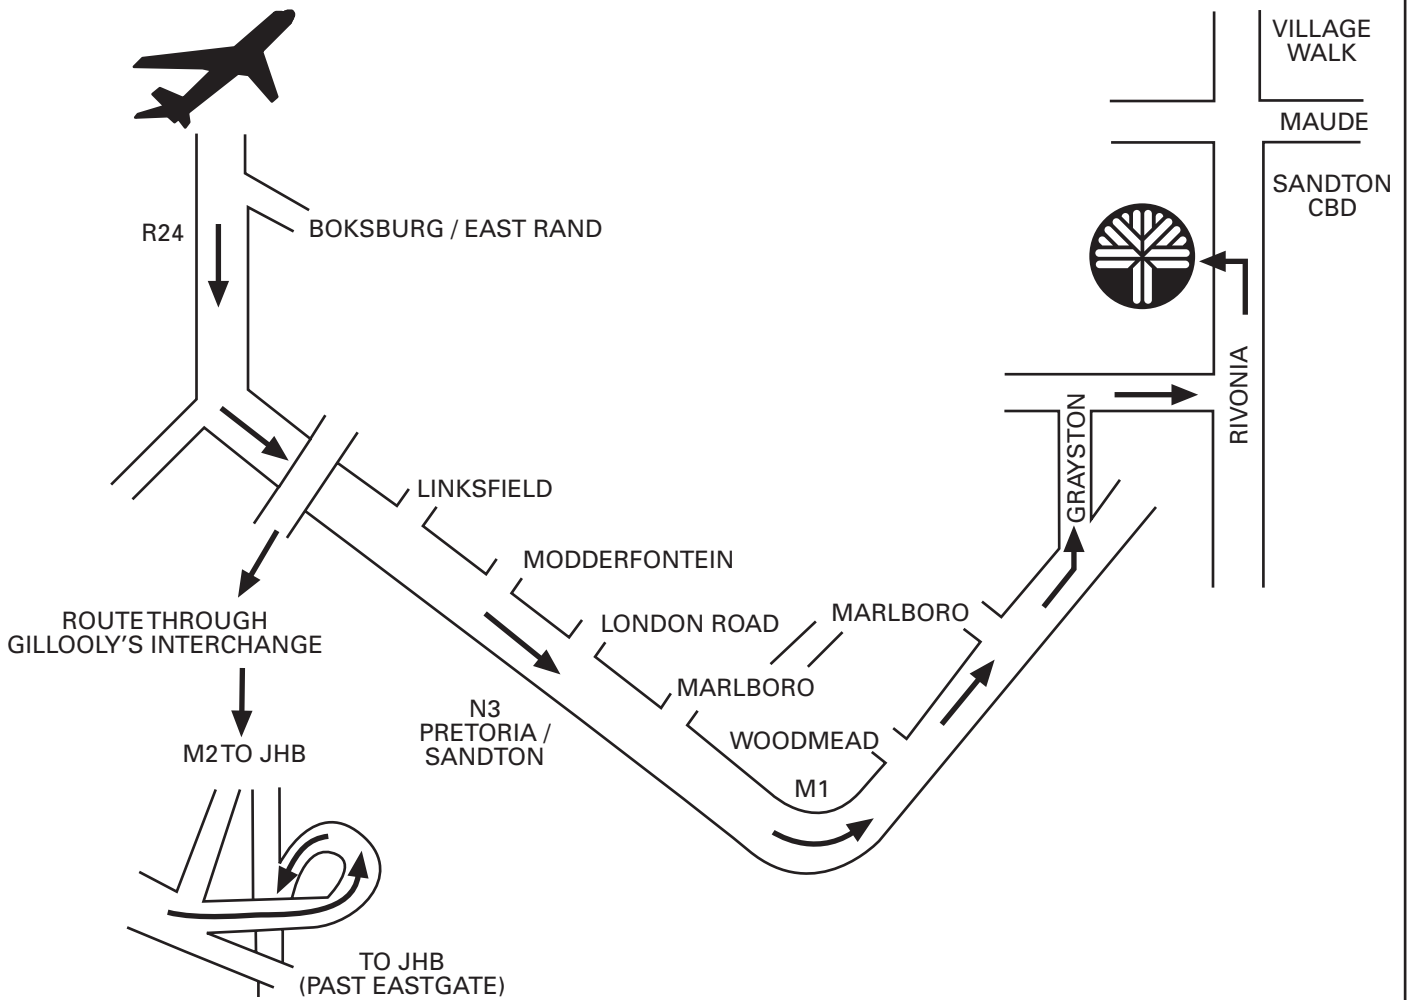 VILLAGE
WALK
MAUDE
SANDTON
CBD
R24
BOKSBURG / EAST RAND
RIVONIA
GRAYSTON
LINKSFIELD
MODDERFONTEIN
LONDON ROAD
MARLBORO
MARLBORO
WOODMEAD
M1
N3
PRETORIA /
SANDTON
ROUTE THROUGH
GILLOOLY'S INTERCHANGE
M2 TO JHB
TO JHB
(PAST EASTGATE)